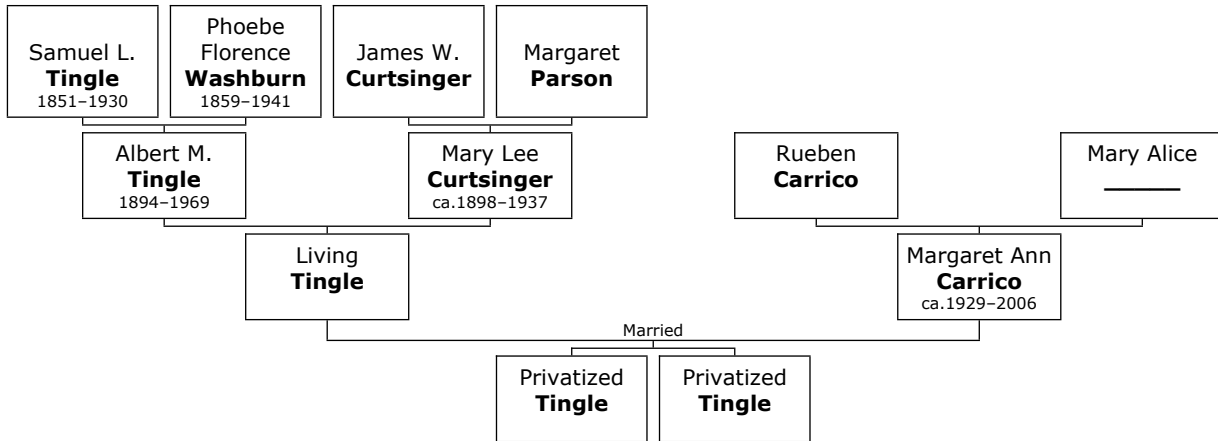 Samuel L.
Tingle
1851–1930
Phoebe
Florence
Washburn
1859–1941
James W.
Curtsinger
Margaret
Parson
Albert M.
Tingle
1894–1969
Mary Lee
Curtsinger
ca.1898–1937
Rueben
Carrico
Mary Alice
______
Living
Tingle
Margaret Ann
Carrico
ca.1929–2006
Married
Privatized
Tingle
Privatized
Tingle